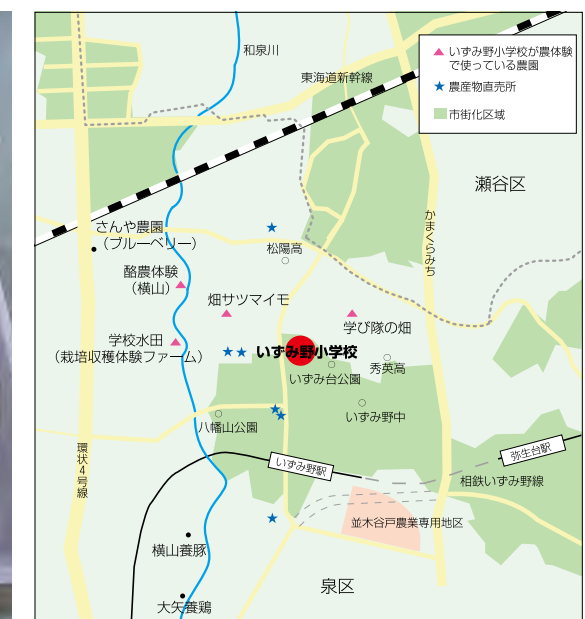 和泉川
東海道新幹線
いずみ野小学校が農体験
で使っている農園
農産物直売所
市街化区域
瀬谷区
かまくらみち
さんや農園
(ブルーベリー)
松陽高
酪農体験
(横山)
畑サツマイモ
学び隊の畑
学校水田
(栽培収穫体験ファーム)
いずみ野小学校
秀英高
いずみ台公園
いずみ野中
八幡山公園
環状4号線
いずみ野駅
弥生台駅
相鉄いずみ野線
並木谷戸農業専用地区
横山養豚
泉区
大矢養鶏